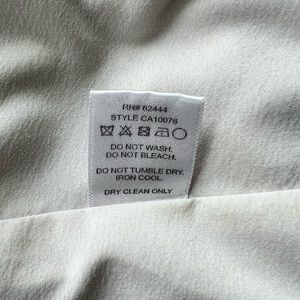 RN# 62444
STYLE CA10076
DO NOT WASH.
DO NOT BLEACH.
DO NOT TUMBLE DRY.
IRON COOL.
DRY CLEAN ONLY